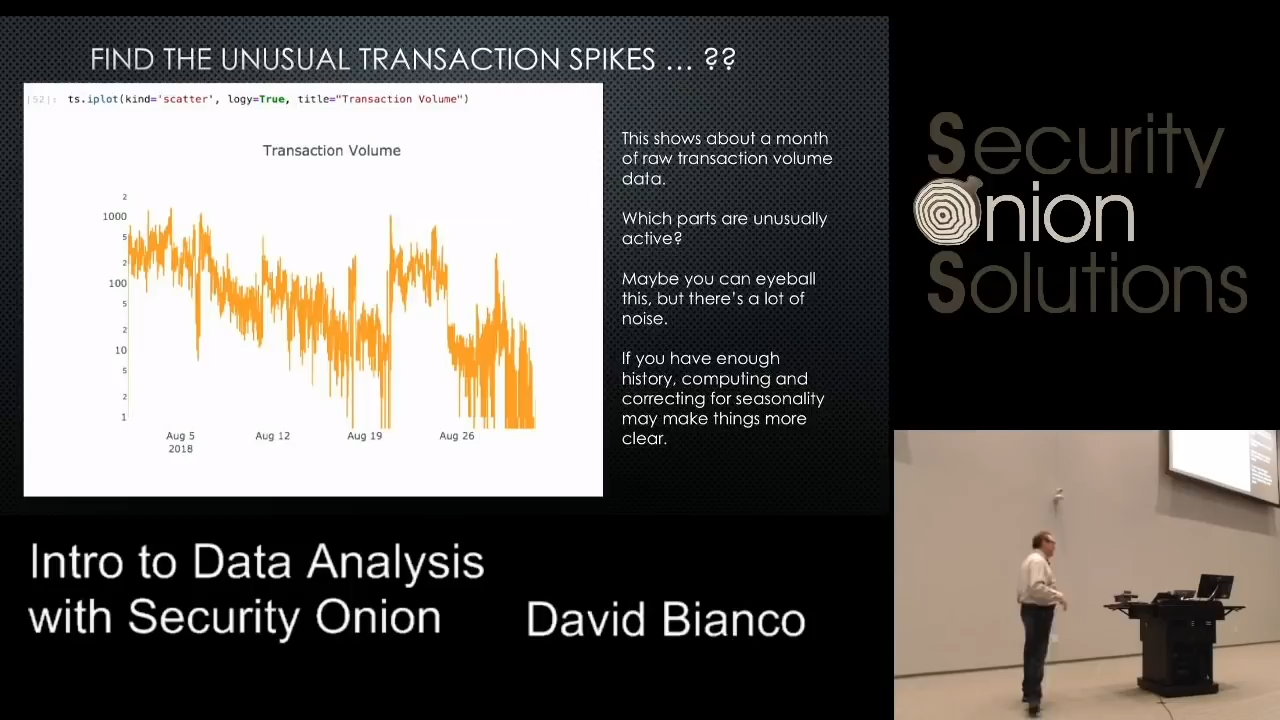 FIND THE UNUSUAL TRANSACTION SPIKES ... ??
[52]: ts.iplot(kind='scatter', logy=True, title="Transaction Volume")
Transaction Volume
2
1000
5
2
100
5
2
10
5
2
1
Aug 5
2018
Aug 12
Aug 19
Aug 26
This shows about a month
of raw transaction volume
data.
Which parts are unusually
active?
Maybe you can eyeball
this, but there's a lot of
noise.
If you have enough
history, computing and
correcting for seasonality
may make things more
clear.
Security
Onion
Solutions
Intro to Data Analysis
with Security Onion
David Bianco